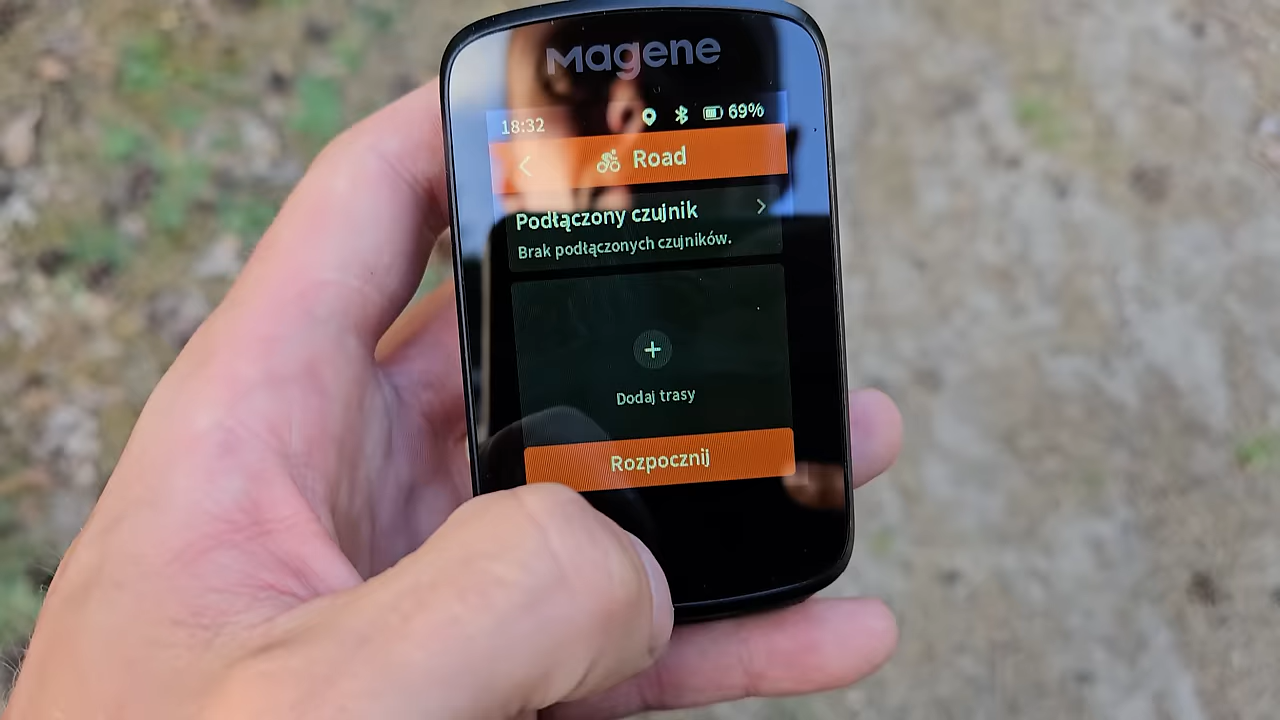 Magene
18:32 69%
Road
Podłączony czujnik
Brak podłączonych czujników.
Dodaj trasy
Rozpocznij